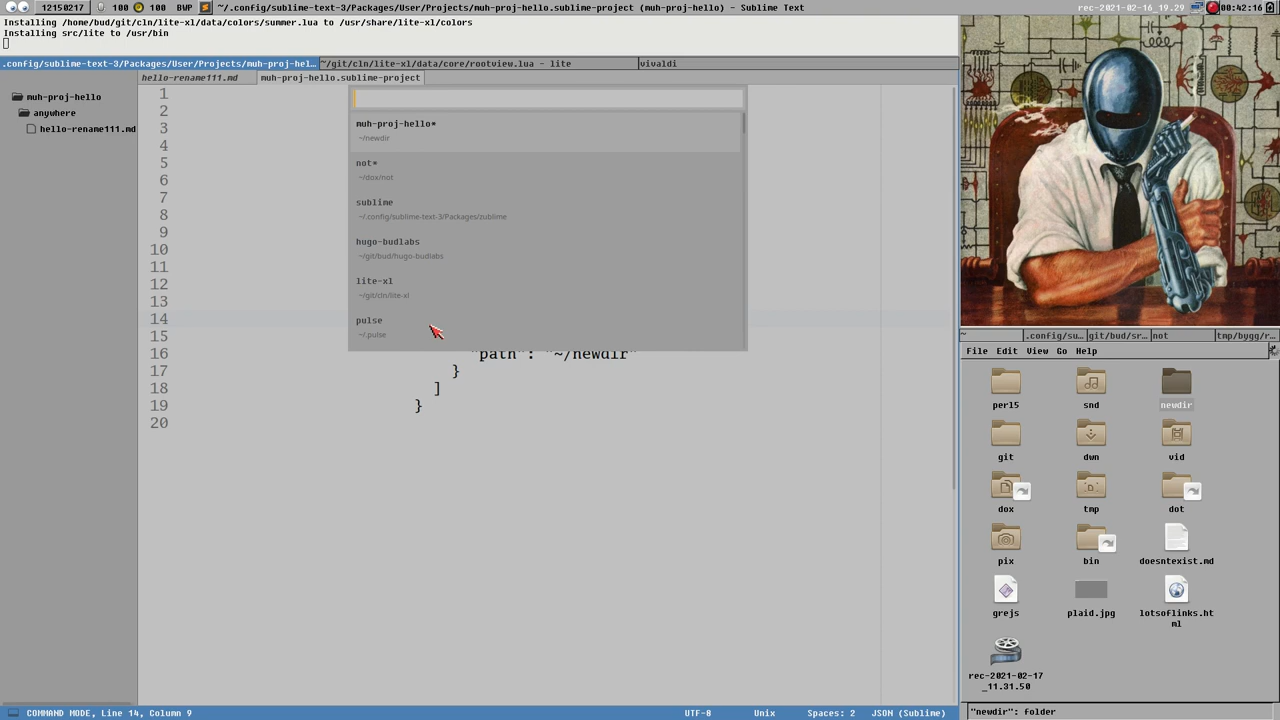 12150217 100 100 BVP ~/.config/sublime-text-3/Packages/User/Projects/muh-proj-hello.sublime-project (muh-proj-hello) - Sublime Text rec-2021-02-16_19.29 00:42:16
Installing /home/bud/git/cln/lite-xl/data/colors/summer.lua to /usr/share/lite-xl/colors
Installing src/lite to /usr/bin
.config/sublime-text-3/Packages/User/Projects/muh-proj-hel… ~/git/cln/lite-xl/data/core/rootview.lua - lite vivaldi
hello-rename111.md muh-proj-hello.sublime-project
muh-proj-hello
anywhere
hello-rename111.md
1
2
3
4
5
6
7
8
9
10
11
12
13
14
15
16 "path": "~/newdir"
17 }
18 ]
19 }
20
muh-proj-hello*
~/newdir
not*
~/dox/not
sublime
~/.config/sublime-text-3/Packages/zublime
hugo-budlabs
~/git/bud/hugo-budlabs
lite-xl
~/git/cln/lite-xl
pulse
~/.pulse
COMMAND MODE, Line 14, Column 9 UTF-8 Unix Spaces: 2 JSON (Sublime)
~ .config/su… git/bud/sr… not tmp/bygg/r…
File Edit View Go Help
perl5 snd newdir
git dwn vid
dox tmp dot
pix bin doesntexist.md
grejs plaid.jpg lotsoflinks.ht
ml
rec-2021-02-17
_11.31.50
"newdir": folder